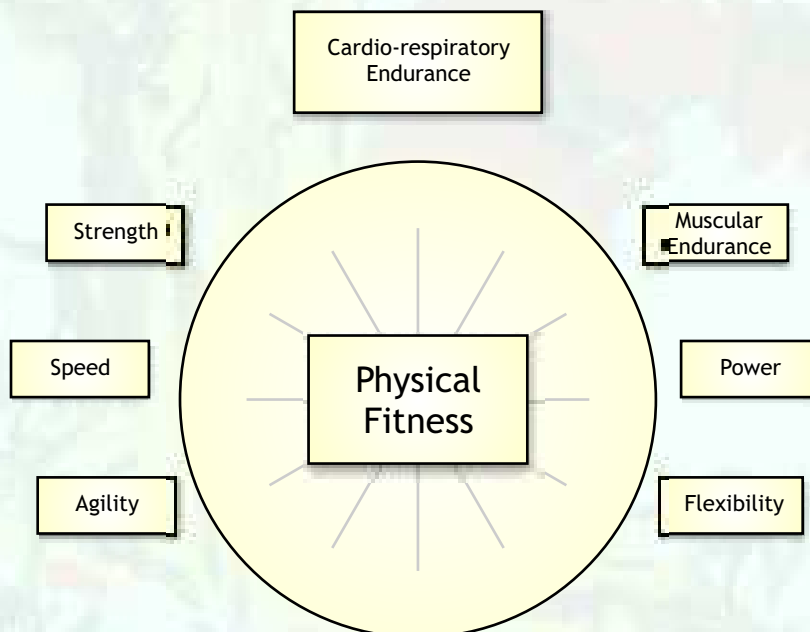 Cardio-respiratory
Endurance
Strength
Muscular
Endurance
Speed
Physical
Fitness
Power
Agility
Flexibility